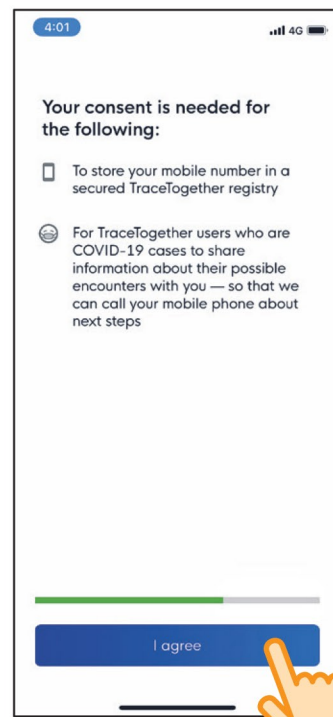 4:01
4G
Your consent is needed for
the following:
To store your mobile number in a
secured TraceTogether registry
For TraceTogether users who are
COVID-19 cases to share
information about their possible
encounters with you — so that we
can call your mobile phone about
next steps
I agree